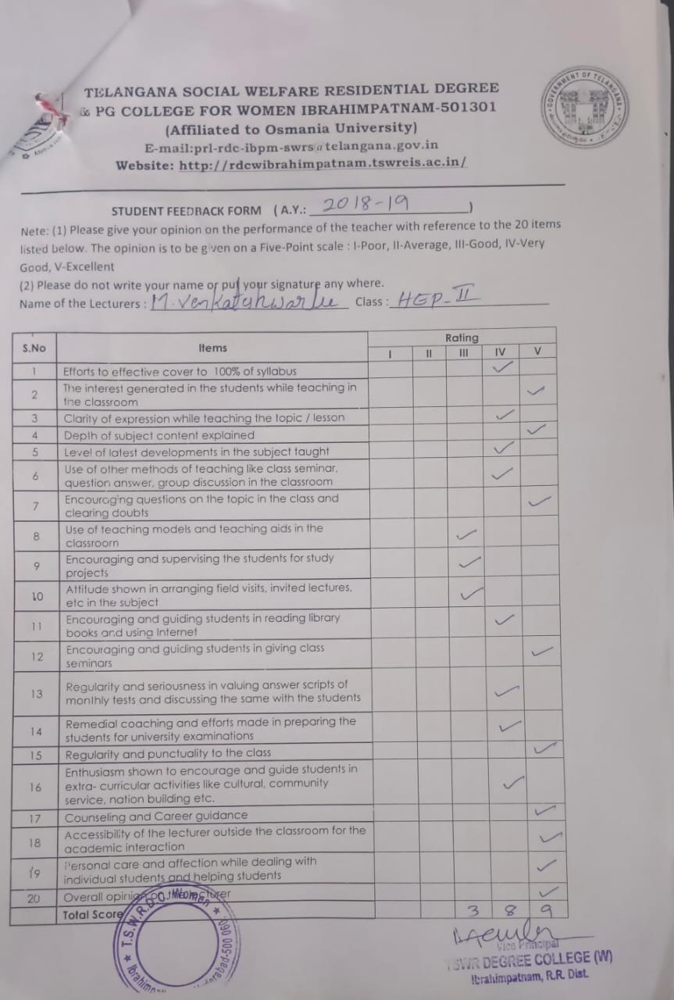 TELANGANA SOCIAL WELFARE RESIDENTIAL DEGREE
& PG COLLEGE FOR WOMEN IBRAHIMPATNAM-501301
(Affiliated to Osmania University)
E-mail:prl-rdc-ibpm-swrs@telangana.gov.in
Website: http://rdcwibrahimpatnam.tswreis.ac.in/
GOVERNMENT OF TELANGANA
STUDENT FEEDBACK FORM ( A.Y.: 2018-19 )
Nete: (1) Please give your opinion on the performance of the teacher with reference to the 20 items
listed below. The opinion is to be given on a Five-Point scale : I-Poor, II-Average, III-Good, IV-Very
Good, V-Excellent
(2) Please do not write your name or put your signature any where.
Name of the Lecturers : M. Venkateshwarlu Class : HEP-II
S.No Items Rating
I II III IV V
1 Efforts to effective cover to 100% of syllabus ✓
2 The interest generated in the students while teaching in
the classroom ✓
3 Clarity of expression while teaching the topic / lesson ✓
4 Depth of subject content explained ✓
5 Level of latest developments in the subject taught ✓
6 Use of other methods of teaching like class seminar,
question answer, group discussion in the classroom ✓
7 Encouraging questions on the topic in the class and
clearing doubts ✓
8 Use of teaching models and teaching aids in the
classroom ✓
9 Encouraging and supervising the students for study
projects ✓
10 Attitude shown in arranging field visits, invited lectures,
etc in the subject ✓
11 Encouraging and guiding students in reading library
books and using Internet ✓
12 Encouraging and guiding students in giving class
seminars ✓
13 Regularity and seriousness in valuing answer scripts of
monthly tests and discussing the same with the students ✓
14 Remedial coaching and efforts made in preparing the
students for university examinations ✓
15 Regularity and punctuality to the class ✓
16 Enthusiasm shown to encourage and guide students in
extra- curricular activities like cultural, community
service, nation building etc. ✓
17 Counseling and Career guidance ✓
18 Accessibility of the lecturer outside the classroom for the
academic interaction ✓
19 Personal care and affection while dealing with
individual students and helping students ✓
20 Overall opinion on the lecturer ✓
Total Score 3 8 9
T.S.W.R.D.C. Women
Vice Principal
TSWR DEGREE COLLEGE (W)
Ibrahimpatnam, R.R. Dist.